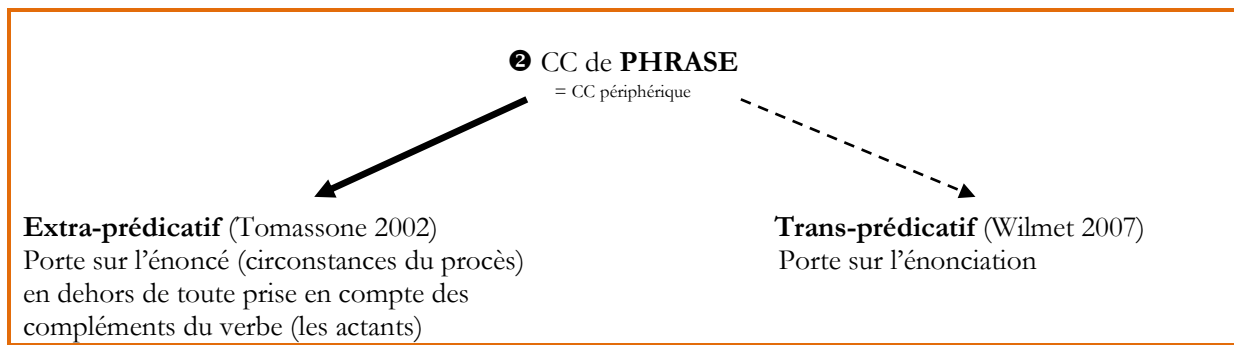 ❷ CC de PHRASE
= CC périphérique
Extra-prédicatif (Tomassone 2002)
Porte sur l’énoncé (circonstances du procès)
en dehors de toute prise en compte des
compléments du verbe (les actants)
Trans-prédicatif (Wilmet 2007)
Porte sur l’énonciation